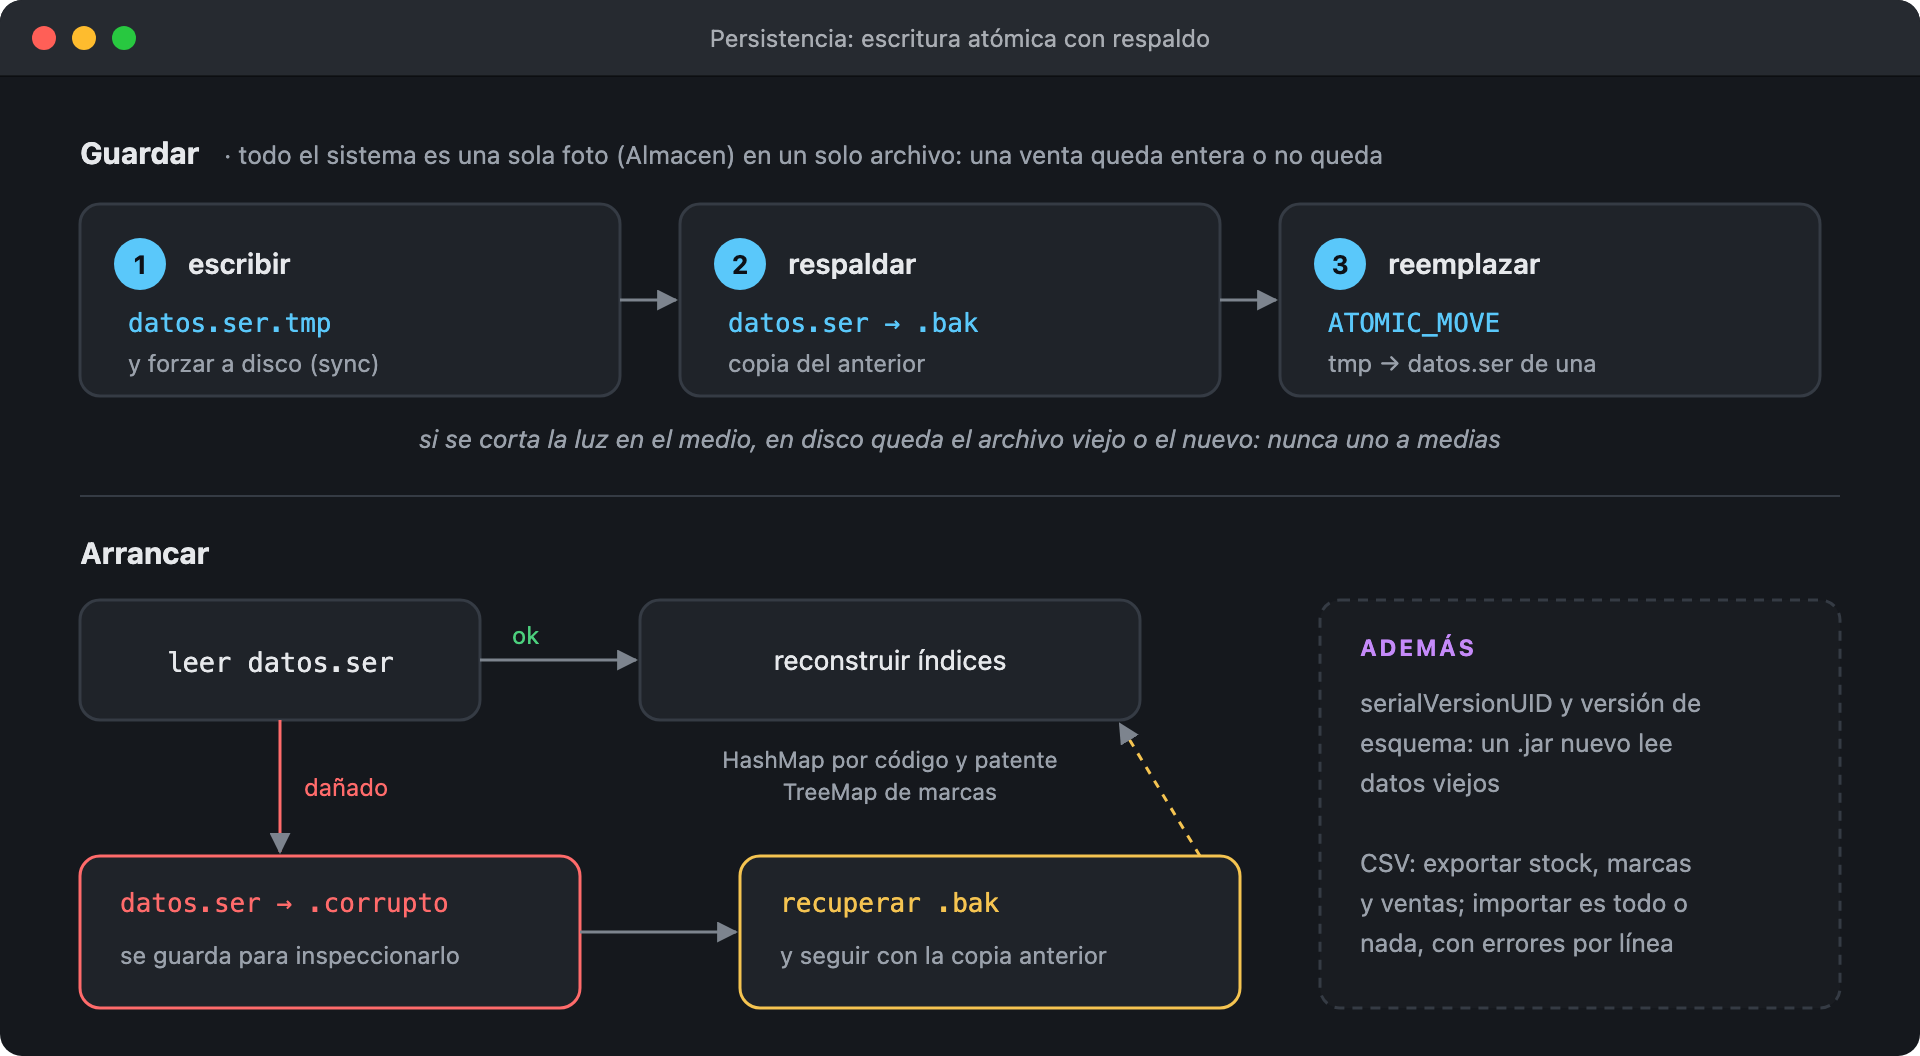 Persistencia: escritura atómica con respaldo
Guardar · todo el sistema es una sola foto (Almacen) en un solo archivo: una venta queda entera o no queda
1 escribir
datos.ser.tmp
y forzar a disco (sync)
2 respaldar
datos.ser → .bak
copia del anterior
3 reemplazar
ATOMIC_MOVE
tmp → datos.ser de una
si se corta la luz en el medio, en disco queda el archivo viejo o el nuevo: nunca uno a medias
Arrancar
leer datos.ser
ok
reconstruir índices
HashMap por código y patente
TreeMap de marcas
dañado
datos.ser → .corrupto
se guarda para inspeccionarlo
recuperar .bak
y seguir con la copia anterior
ADEMÁS
serialVersionUID y versión de
esquema: un .jar nuevo lee
datos viejos
CSV: exportar stock, marcas
y ventas; importar es todo o
nada, con errores por línea